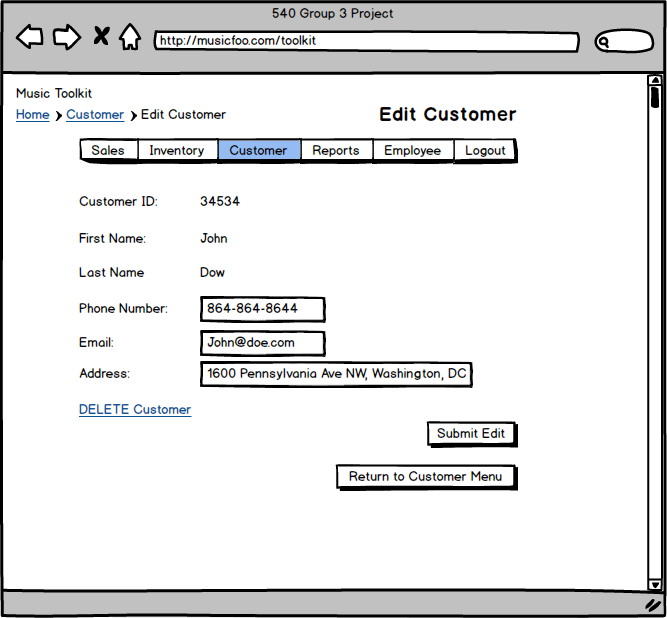 540 Group 3 Project
http://musicfoo.com/toolkit
Music Toolkit
Home > Customer > Edit Customer
Edit Customer
Sales Inventory Customer Reports Employee Logout
Customer ID: 34534
First Name: John
Last Name Dow
Phone Number: 864-864-8644
Email: John@doe.com
Address: 1600 Pennsylvania Ave NW, Washington, DC
DELETE Customer
Submit Edit
Return to Customer Menu